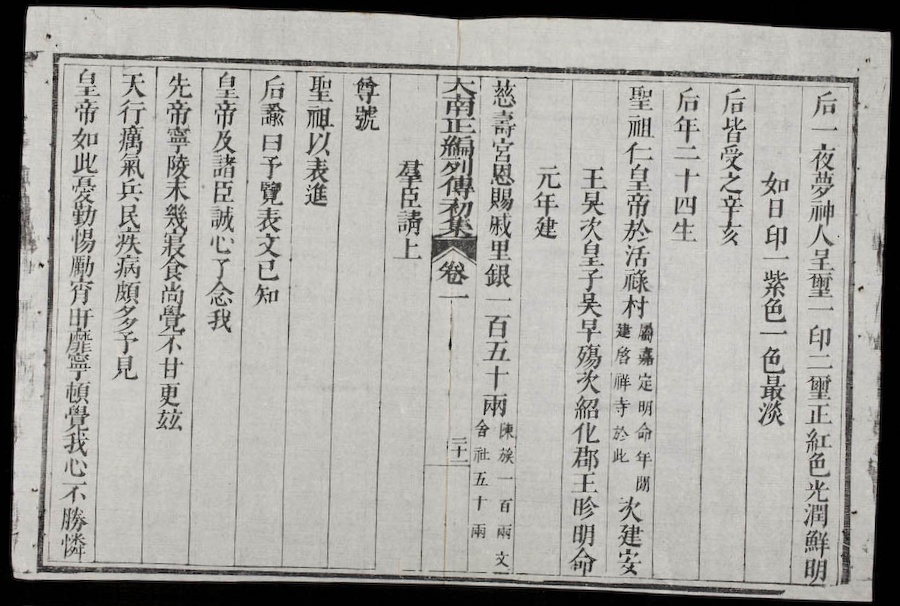 后一夜夢神人呈璽一印二璽正紅色光潤鮮明
如日印一紫色一色最淡
后皆受之辛亥
后年二十四生
聖祖仁皇帝於活祿村屬嘉定明命年間建啓祥寺於此次建安
王旲次皇子昗早殤次紹化郡王昣明命
元年建
慈壽宮恩賜戚里銀一百五十兩陳族一百兩文舍社五十兩
大南正編列傳初集 卷一
羣臣請上
尊號
聖祖以表進
后諭曰予覽表文已知
皇帝及諸臣誠心了念我
先帝寧陵未幾寢食尚覺不甘更玆
天行癘氣兵民疾病頗多予見
皇帝如此憂勤惕勵宵旰靡寧頓覺我心不勝憐